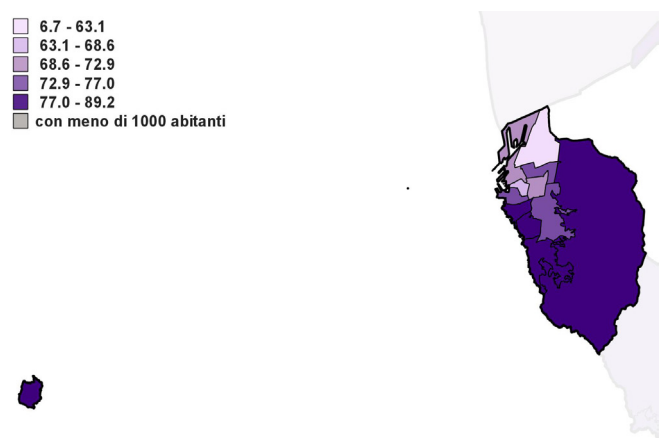 6.7 - 63.1
63.1 - 68.6
68.6 - 72.9
72.9 - 77.0
77.0 - 89.2
con meno di 1000 abitanti